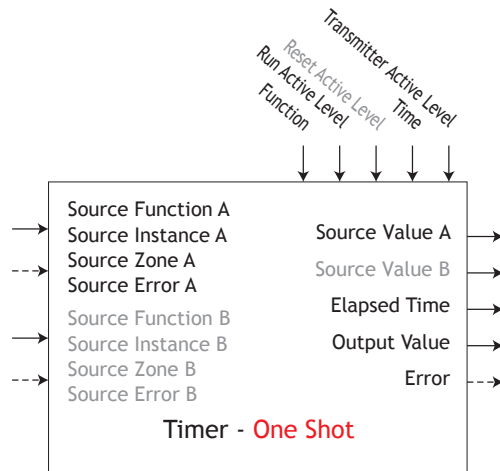 Function
Run Active Level
Reset Active Level
Time
Transmitter Active Level
Source Function A
Source Instance A
Source Zone A
Source Error A
Source Function B
Source Instance B
Source Zone B
Source Error B
Source Value A
Source Value B
Elapsed Time
Output Value
Error
Timer - One Shot